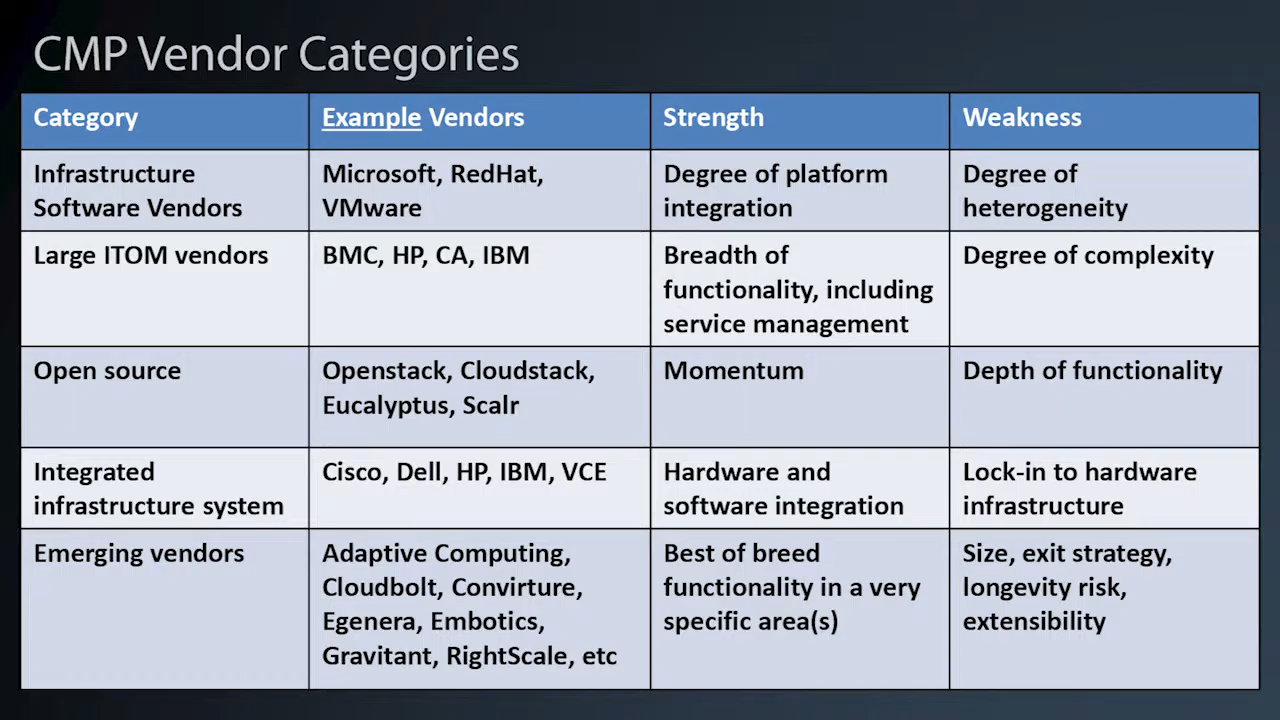 CMP Vendor Categories
Category
Example Vendors
Strength
Weakness
Infrastructure
Software Vendors
Microsoft, RedHat,
VMware
Degree of platform
integration
Degree of
heterogeneity
Large ITOM vendors
BMC, HP, CA, IBM
Breadth of
functionality, including
service management
Degree of complexity
Open source
Openstack, Cloudstack,
Eucalyptus, Scalr
Momentum
Depth of functionality
Integrated
infrastructure system
Cisco, Dell, HP, IBM, VCE
Hardware and
software integration
Lock-in to hardware
infrastructure
Emerging vendors
Adaptive Computing,
Cloudbolt, Convirture,
Egenera, Embotics,
Gravitant, RightScale, etc
Best of breed
functionality in a very
specific area(s)
Size, exit strategy,
longevity risk,
extensibility